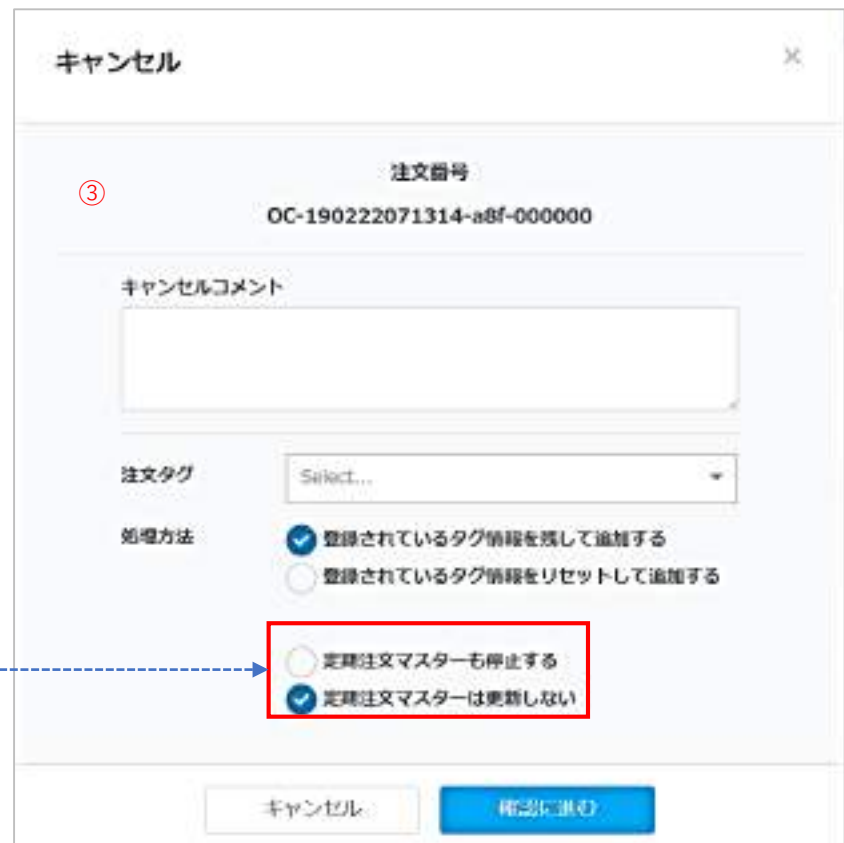 キャンセル
×
③
注文番号
OC-190222071314-a8f-000000
キャンセルコメント
注文タグ
Select...
処理方法
登録されているタグ情報を残して追加する
登録されているタグ情報をリセットして追加する
定期注文マスターも停止する
定期注文マスターは更新しない
キャンセル
確認に進む